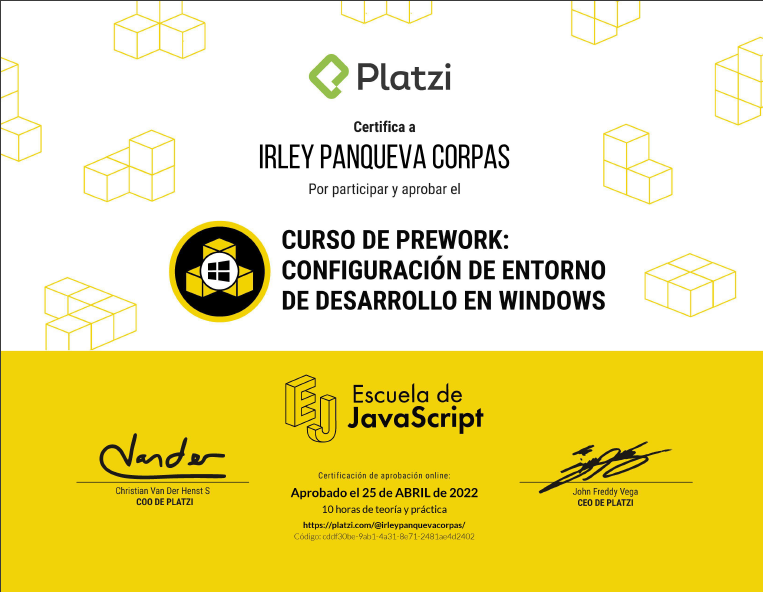 Platzi
Certifica a
IRLEY PANQUEVA CORPAS
Por participar y aprobar el
CURSO DE PREWORK:
CONFIGURACIÓN DE ENTORNO
DE DESARROLLO EN WINDOWS
EJ
Escuela de
JavaScript
Vander
Christian Van Der Henst S
COO DE PLATZI
Certificación de aprobación online:
Aprobado el 25 de ABRIL de 2022
10 horas de teoría y práctica
https://platzi.com/@irleypanquevacorpas/
Código: cddf30be-9ab1-4a31-8e71-2481ae4d2402
John Freddy Vega
CEO DE PLATZI